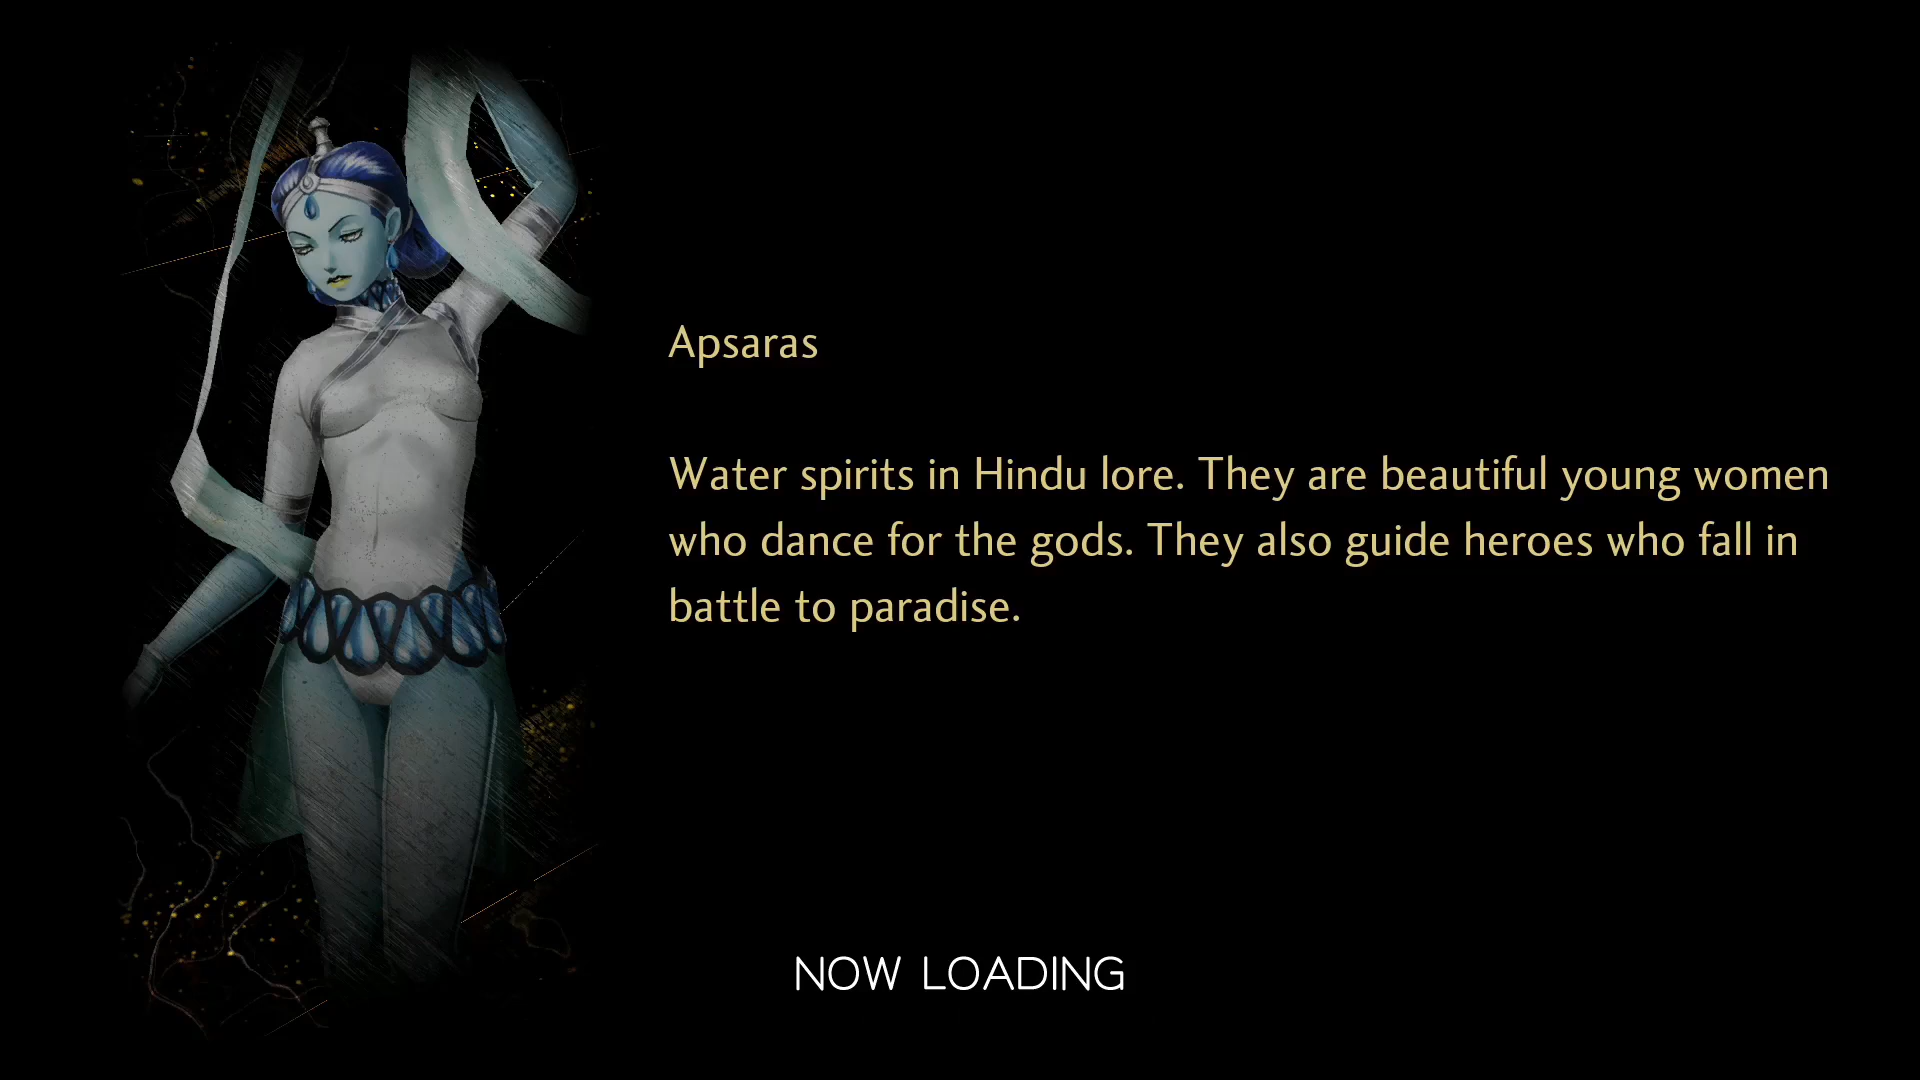 Apsaras
Water spirits in Hindu lore. They are beautiful young women
who dance for the gods. They also guide heroes who fall in
battle to paradise.
NOW LOADING